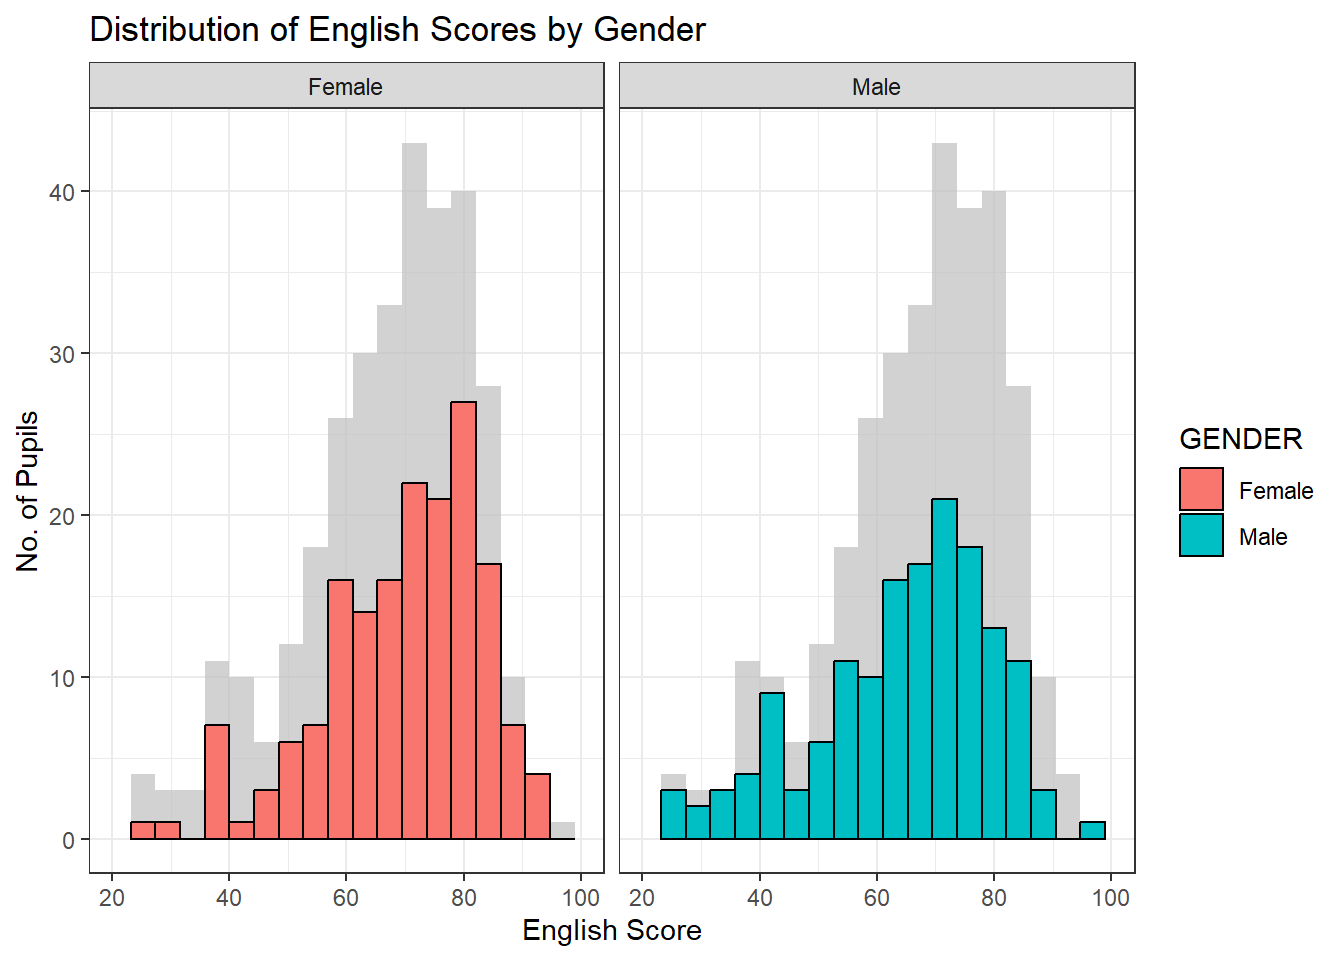 Distribution of English Scores by Gender
Female
Male
40
30
20
10
0
No. of Pupils
20 40 60 80 100
20 40 60 80 100
English Score
GENDER
Female
Male